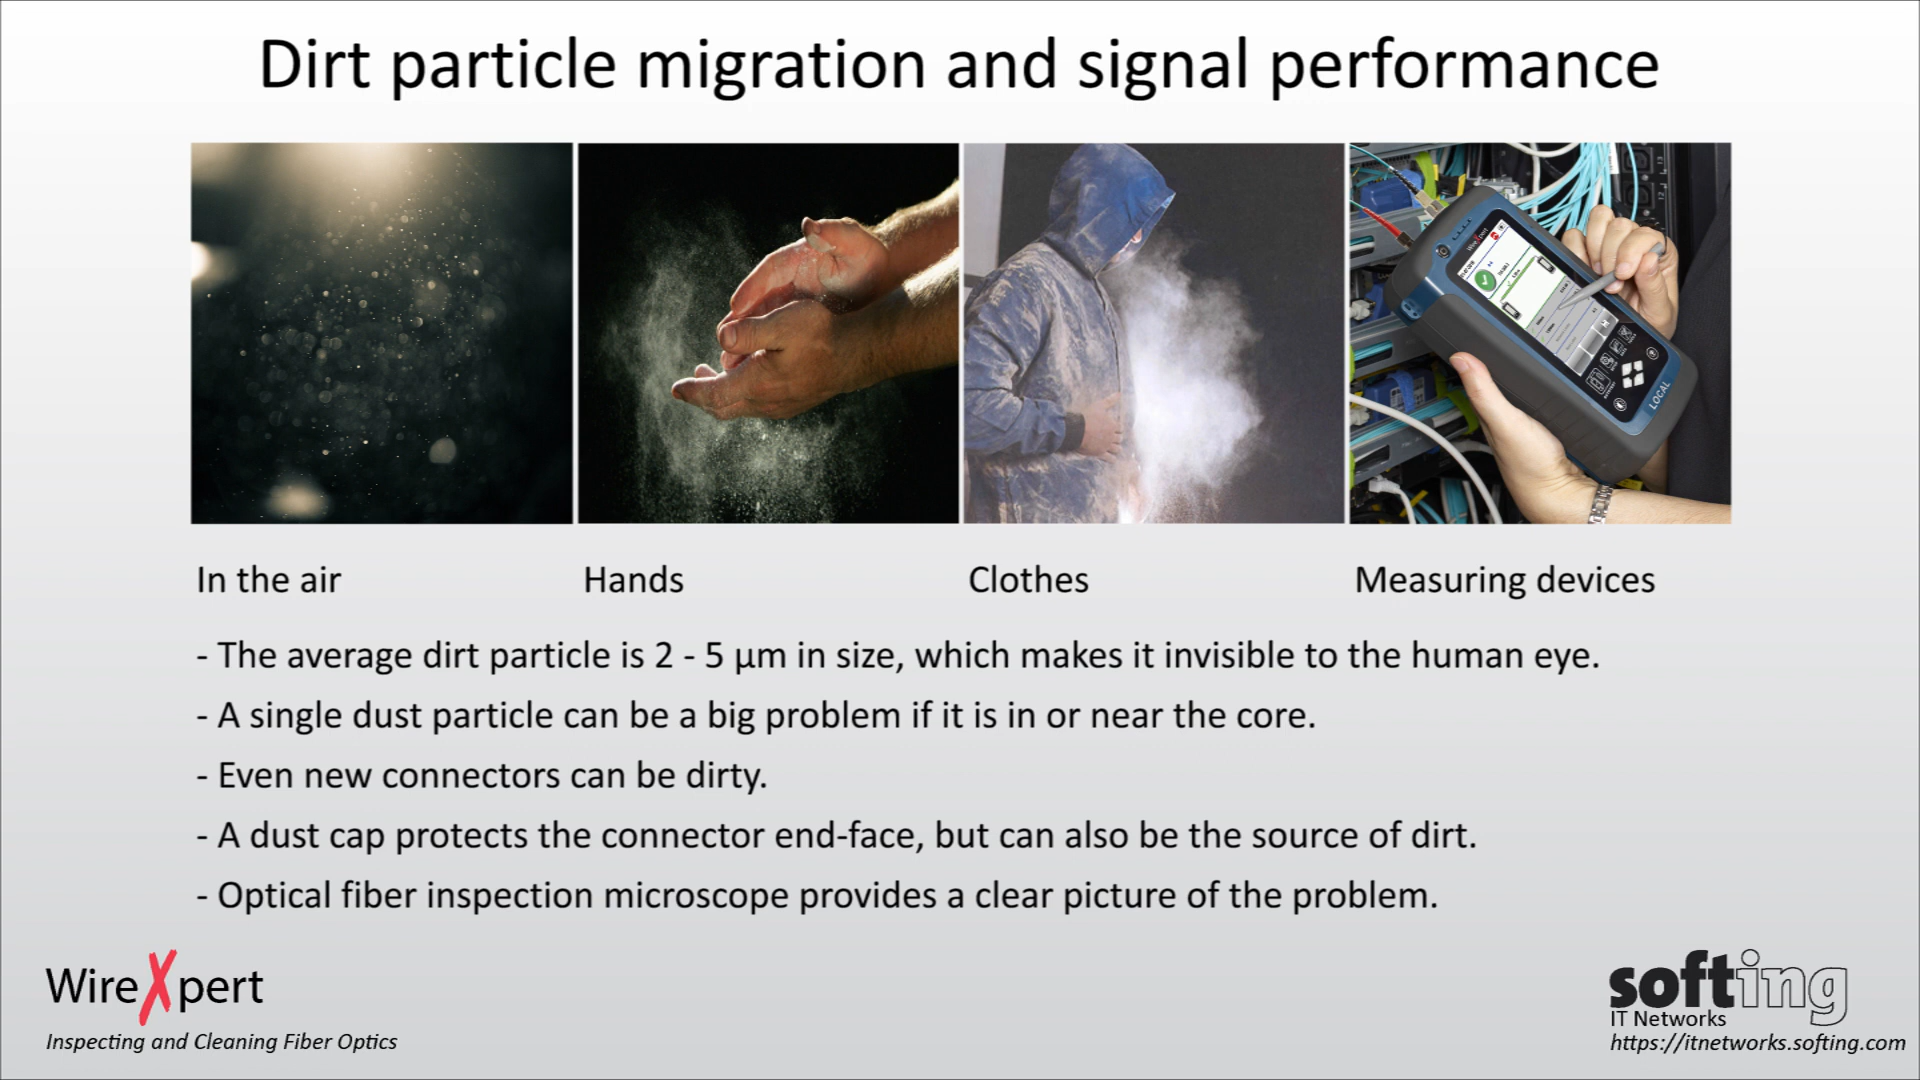 Dirt particle migration and signal performance
LOCAL
In the air
Hands
Clothes
Measuring devices
- The average dirt particle is 2 - 5 µm in size, which makes it invisible to the human eye.
- A single dust particle can be a big problem if it is in or near the core.
- Even new connectors can be dirty.
- A dust cap protects the connector end-face, but can also be the source of dirt.
- Optical fiber inspection microscope provides a clear picture of the problem.
WireXpert
Inspecting and Cleaning Fiber Optics
softing
IT Networks
https://itnetworks.softing.com